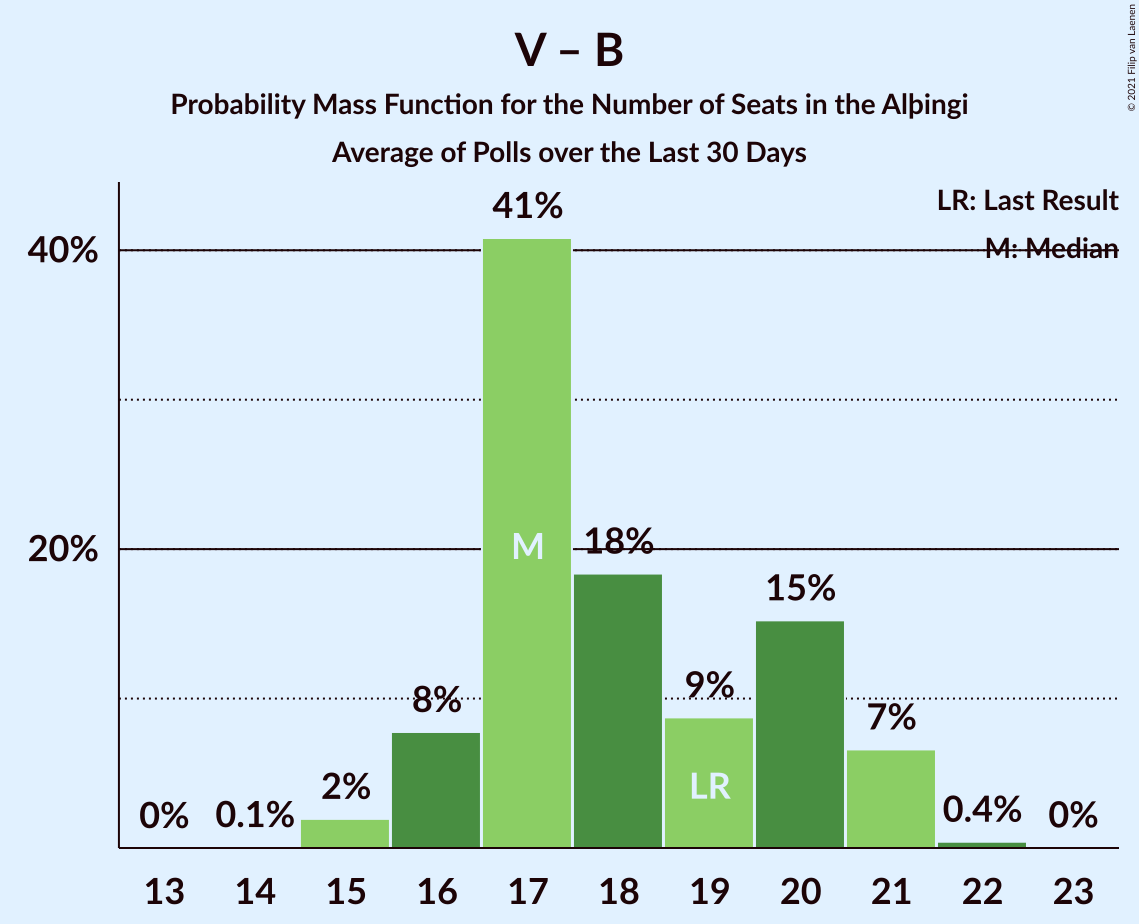 © 2021 Filip van Laenen
V – B
Probability Mass Function for the Number of Seats in the Alþingi
Average of Polls over the Last 30 Days
LR: Last Result
M: Median
41%
40%
20%
M
18%
15%
8%
9%
7%
LR
0%
0.1%
2%
0.4%
0%
13 14 15 16 17 18 19 20 21 22 23